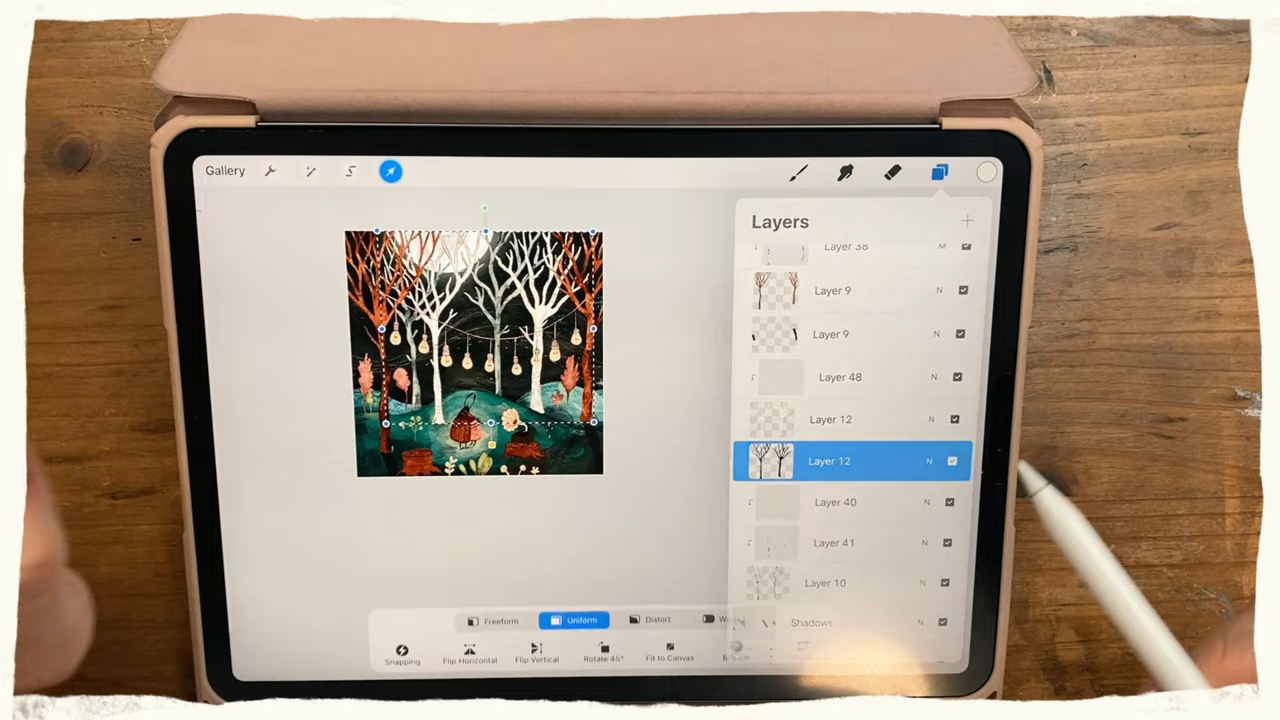 Gallery
Layers
Layer 38 M
Layer 9 N
Layer 9 N
Layer 48 N
Layer 12 N
Layer 12 N
Layer 40 N
Layer 41 N
Layer 10 N
Shadows N
Freeform Uniform Distort
Snapping Flip Horizontal Flip Vertical Rotate 45° Fit to Canvas